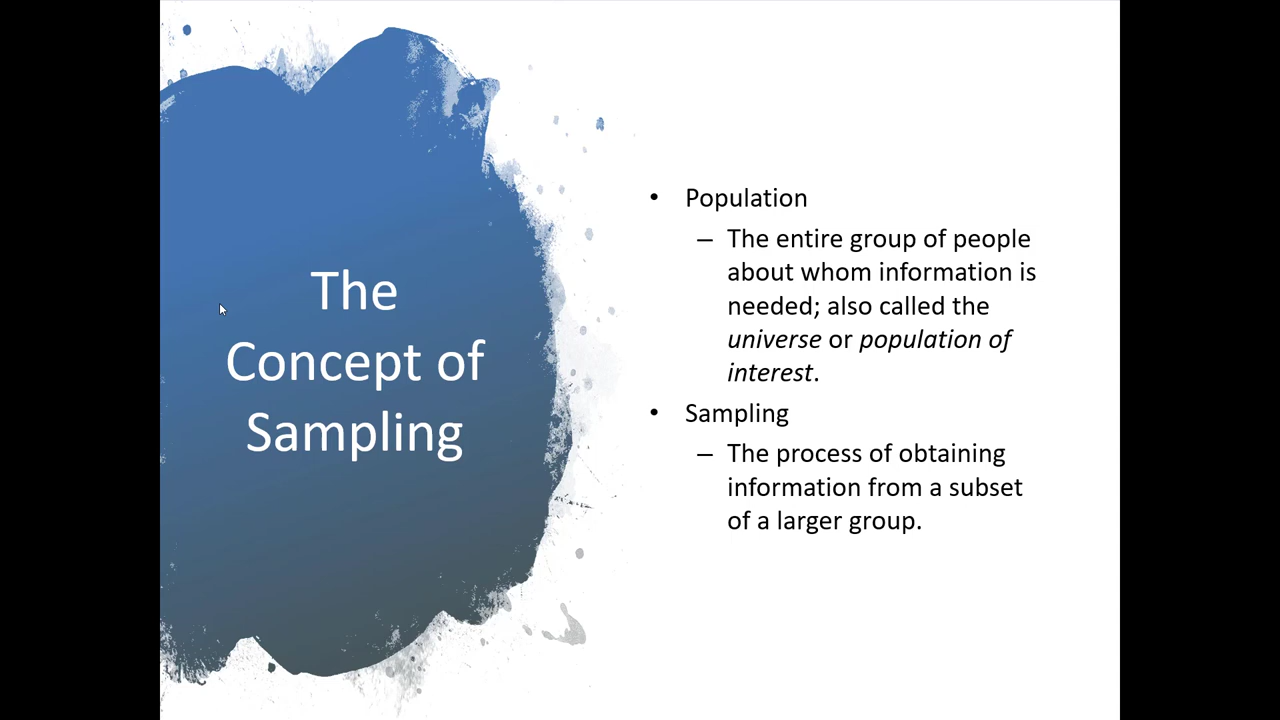 The
Concept of
Sampling
• Population
– The entire group of people
about whom information is
needed; also called the
universe or population of
interest.
• Sampling
– The process of obtaining
information from a subset
of a larger group.